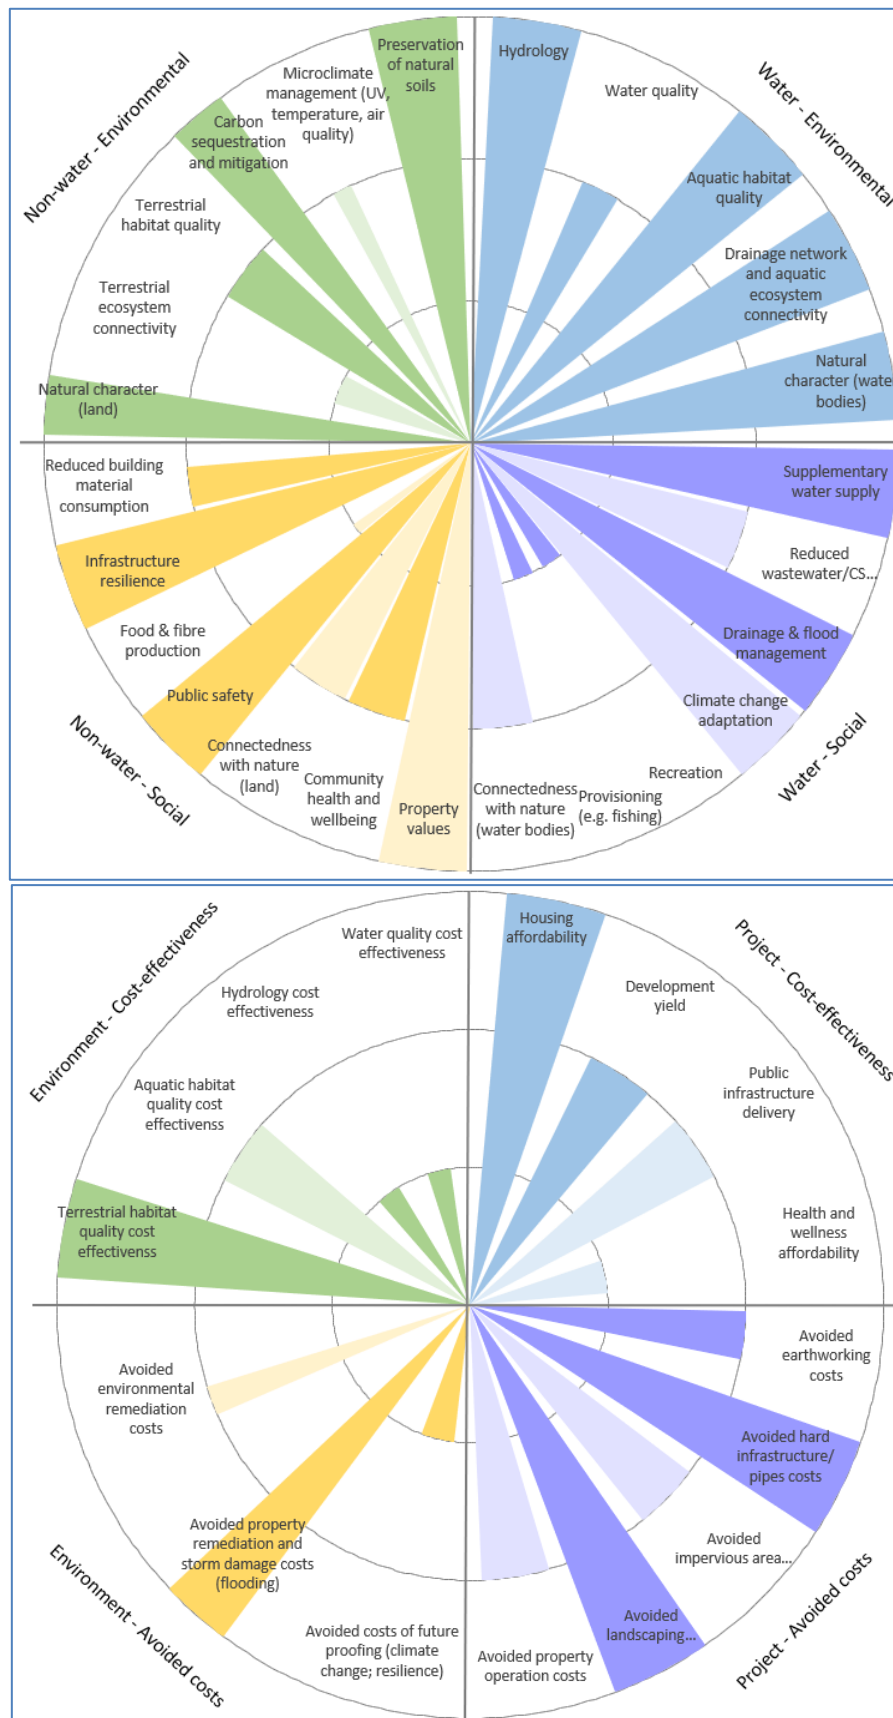 Non-water - Environmental
Water - Environmental
Preservation
of natural
soils
Hydrology
Microclimate
management (UV,
temperature, air
quality)
Water quality
Carbon
sequestration
and mitigation
Aquatic habitat
quality
Terrestrial
habitat quality
Drainage network
and aquatic
ecosystem
connectivity
Terrestrial
ecosystem
connectivity
Natural
character (water
bodies)
Natural character
(land)
Reduced building
material
consumption
Supplementary
water supply
Infrastructure
resilience
Reduced
wastewater/CS...
Food & fibre
production
Drainage & flood
management
Public safety
Climate change
adaptation
Connectedness
with nature
(land)
Recreation
Community
health and
wellbeing
Property
values
Connectedness
with nature
(water bodies)
Provisioning
(e.g. fishing)
Non-water - Social
Water - Social
Environment - Cost-effectiveness
Project - Cost-effectiveness
Water quality cost
effectiveness
Housing
affordability
Hydrology cost
effectiveness
Development
yield
Aquatic habitat
quality cost
effectivenss
Public
infrastructure
delivery
Terrestrial habitat
quality cost
effectivenss
Health and
wellness
affordability
Avoided
environmental
remediation
costs
Avoided
earthworking
costs
Avoided hard
infrastructure/
pipes costs
Avoided property
remediation and
storm damage costs
(flooding)
Avoided
impervious area...
Avoided costs of future
proofing (climate
change; resilience)
Avoided
landscaping...
Avoided property
operation costs
Environment - Avoided costs
Project - Avoided costs